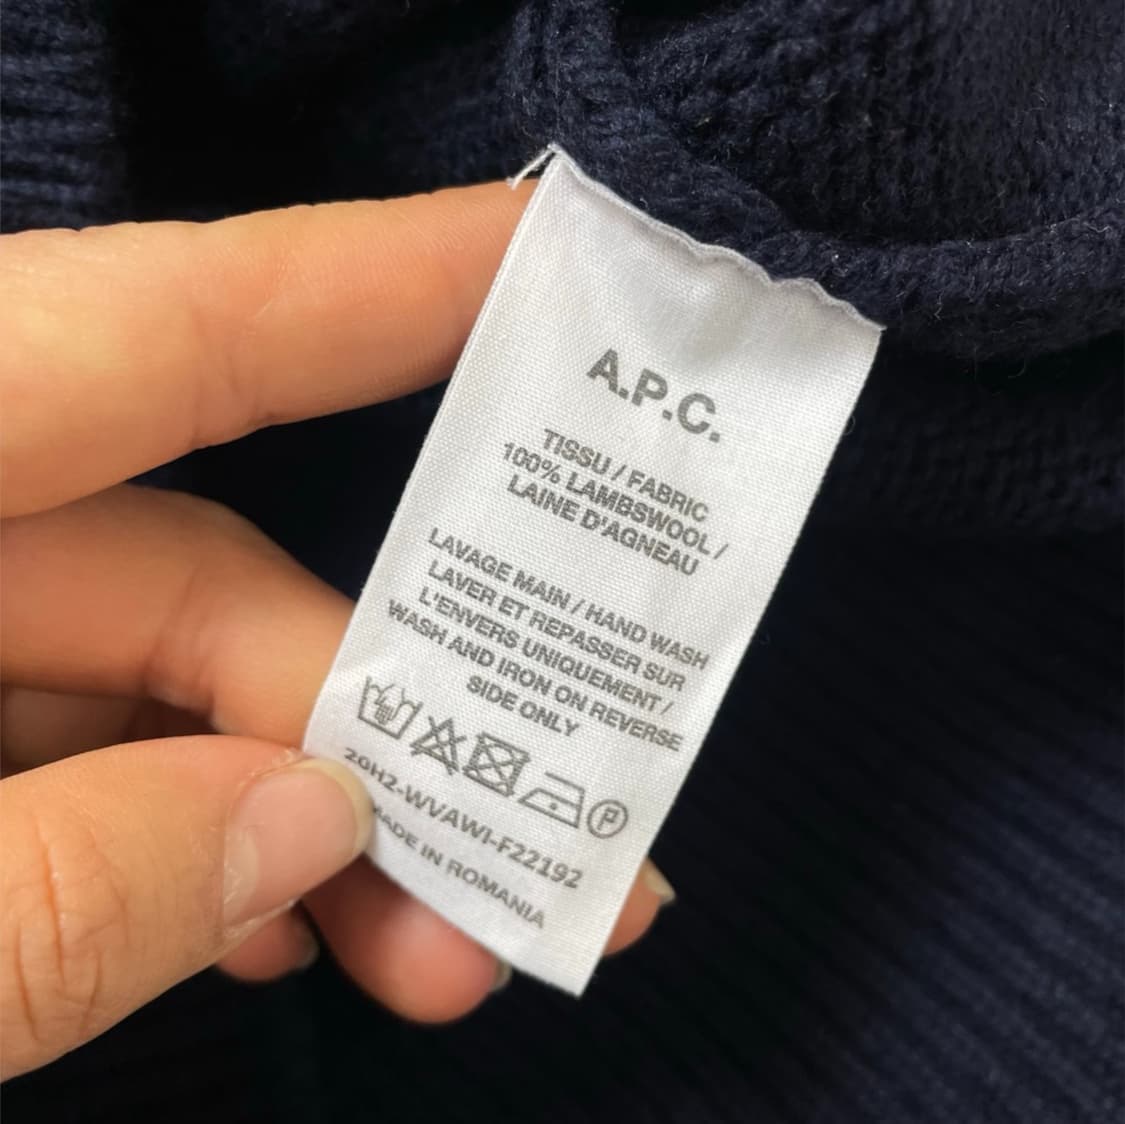 A.P.C.
TISSU / FABRIC
100% LAMBSWOOL /
LAINE D'AGNEAU
LAVAGE MAIN / HAND WASH
LAVER ET REPASSER SUR
L'ENVERS UNIQUEMENT /
WASH AND IRON ON REVERSE
SIDE ONLY
P
2GH2-WVAWI-F22192
MADE IN ROMANIA